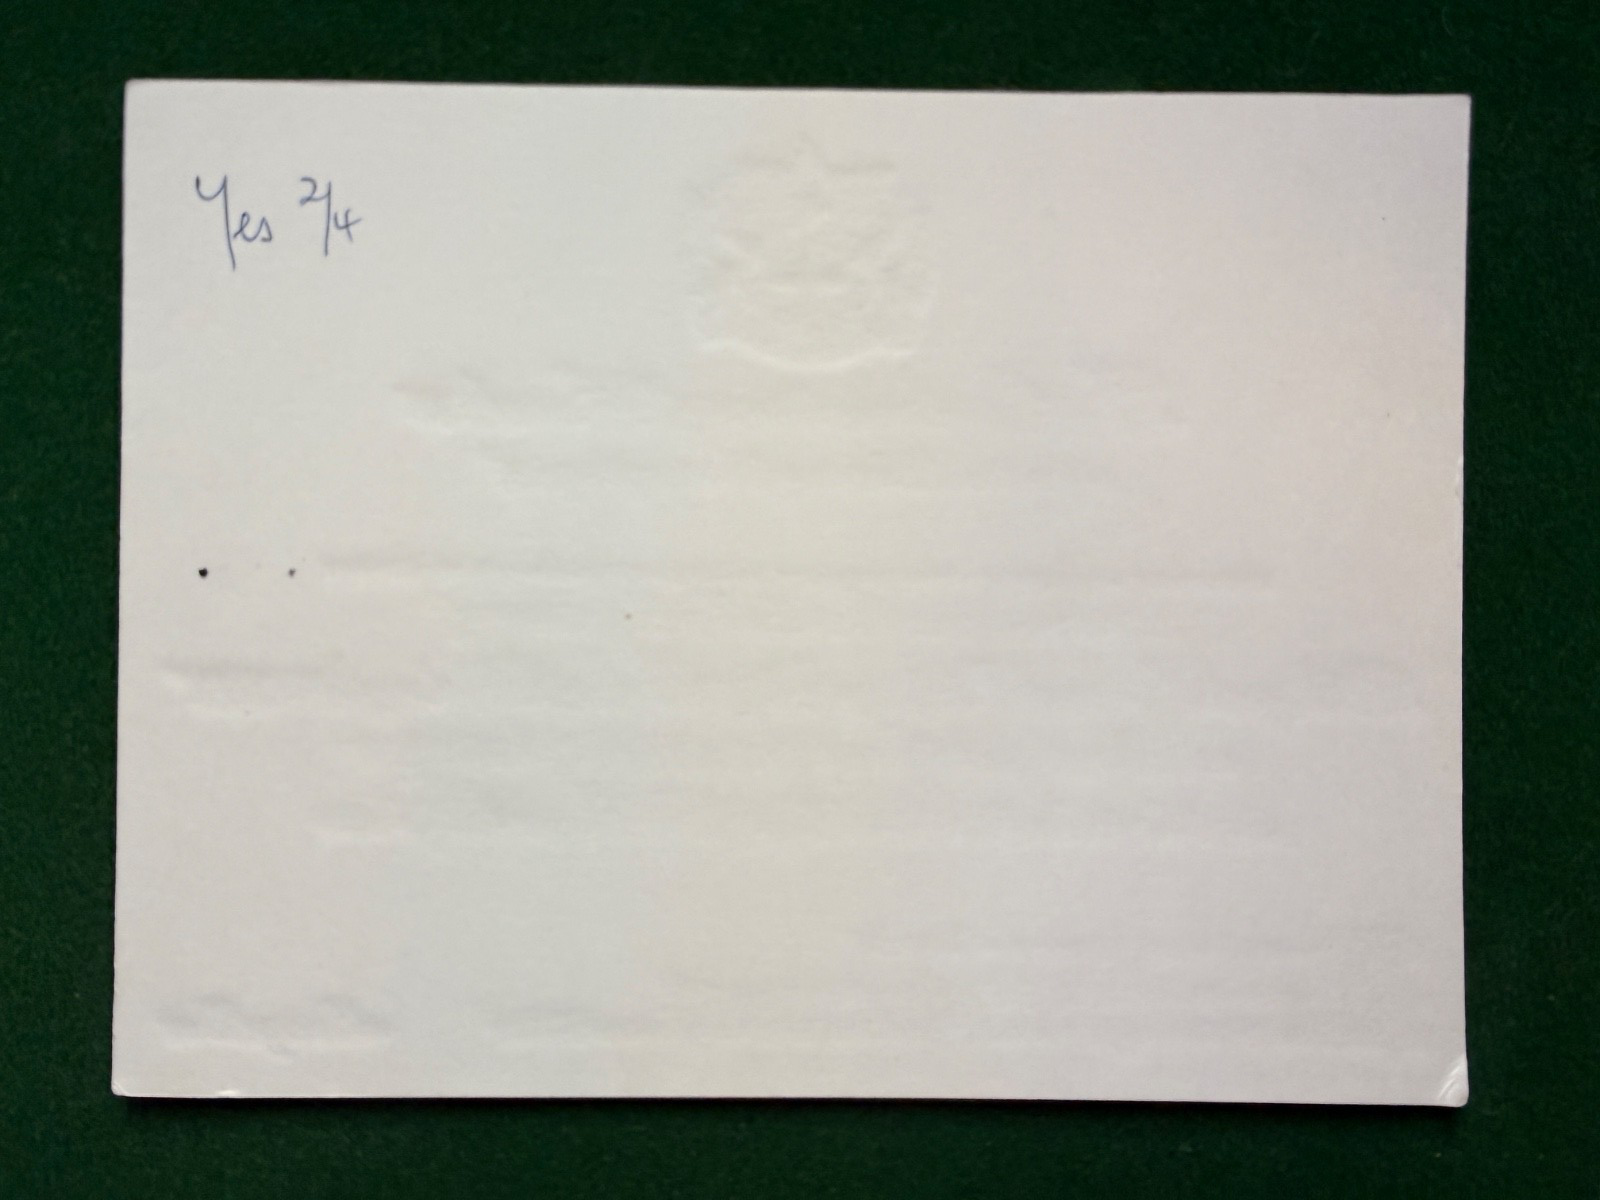 Yes 2/4